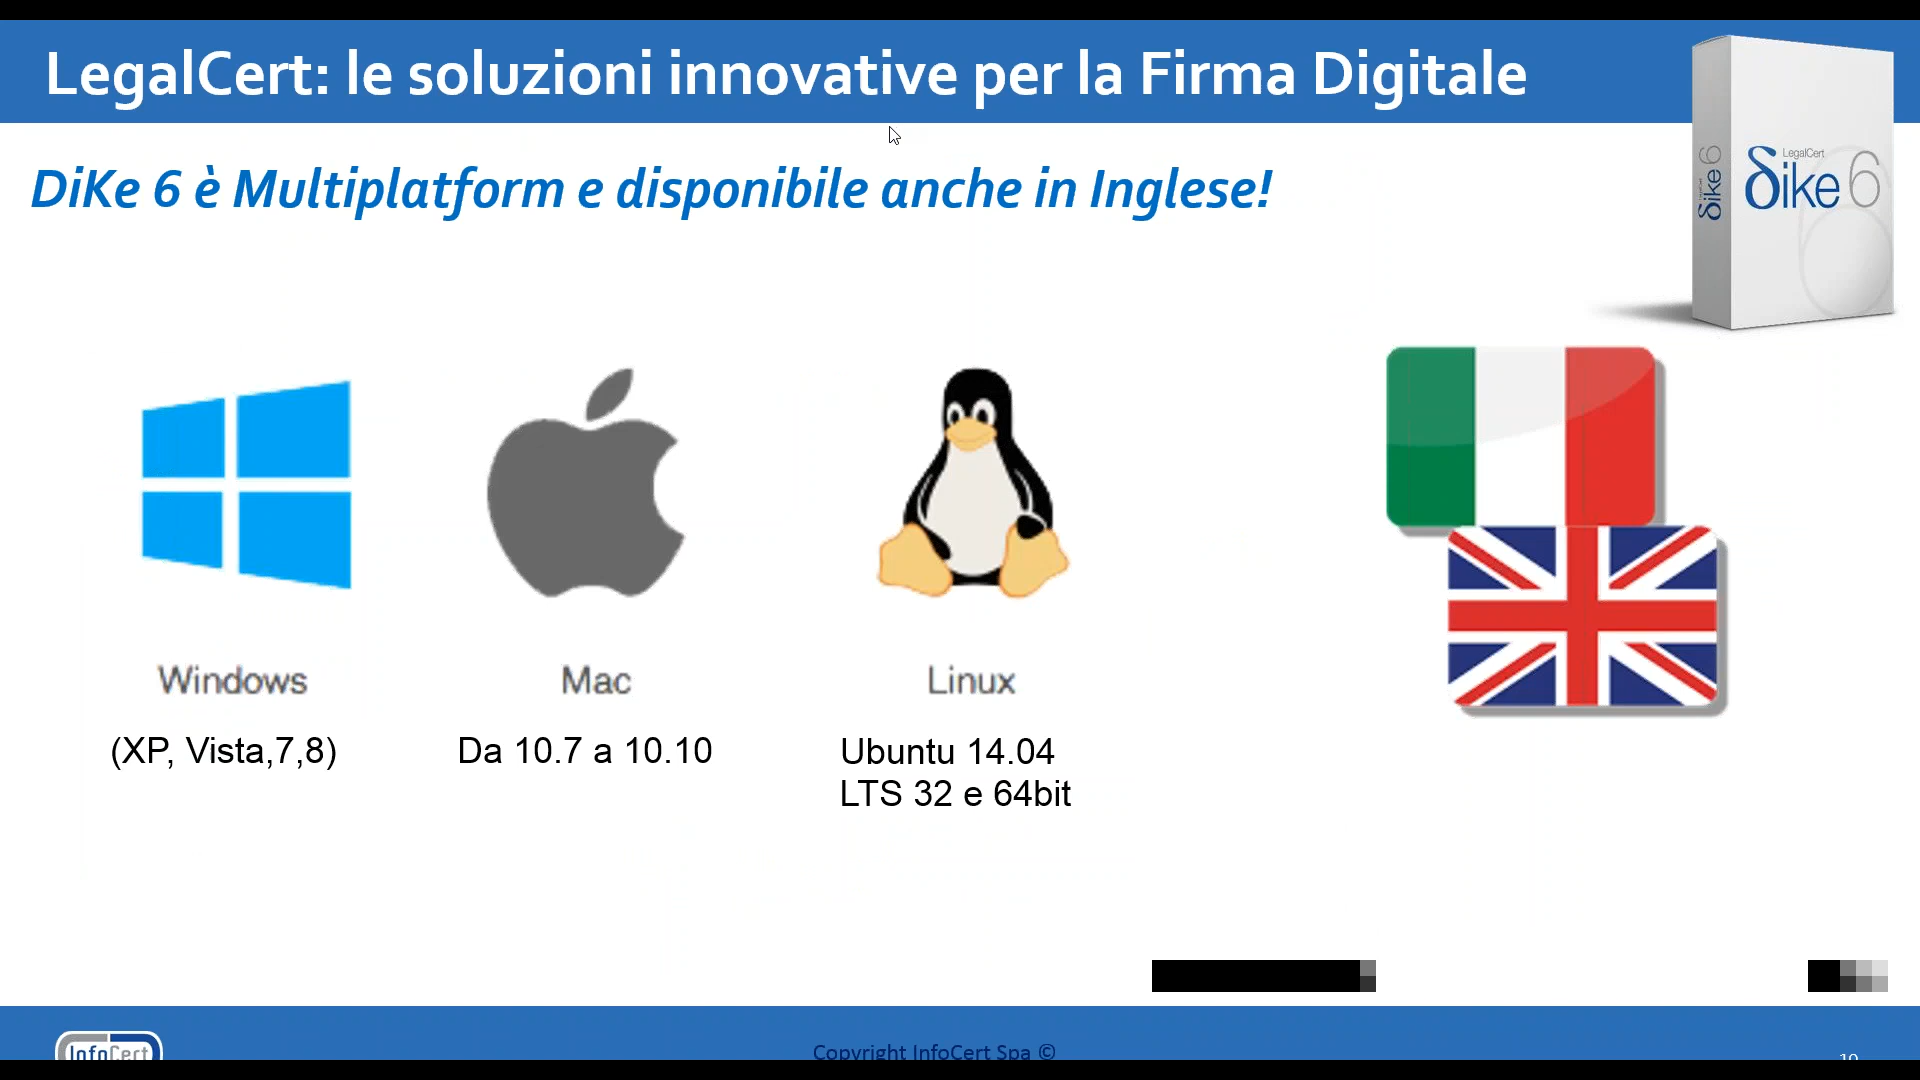 LegalCert: le soluzioni innovative per la Firma Digitale
DiKe 6 è Multiplatform e disponibile anche in Inglese!
LegalCert
δike 6
δike 6
Windows
Mac
Linux
(XP, Vista,7,8)
Da 10.7 a 10.10
Ubuntu 14.04
LTS 32 e 64bit
InfoCert
Copyright InfoCert Spa ©